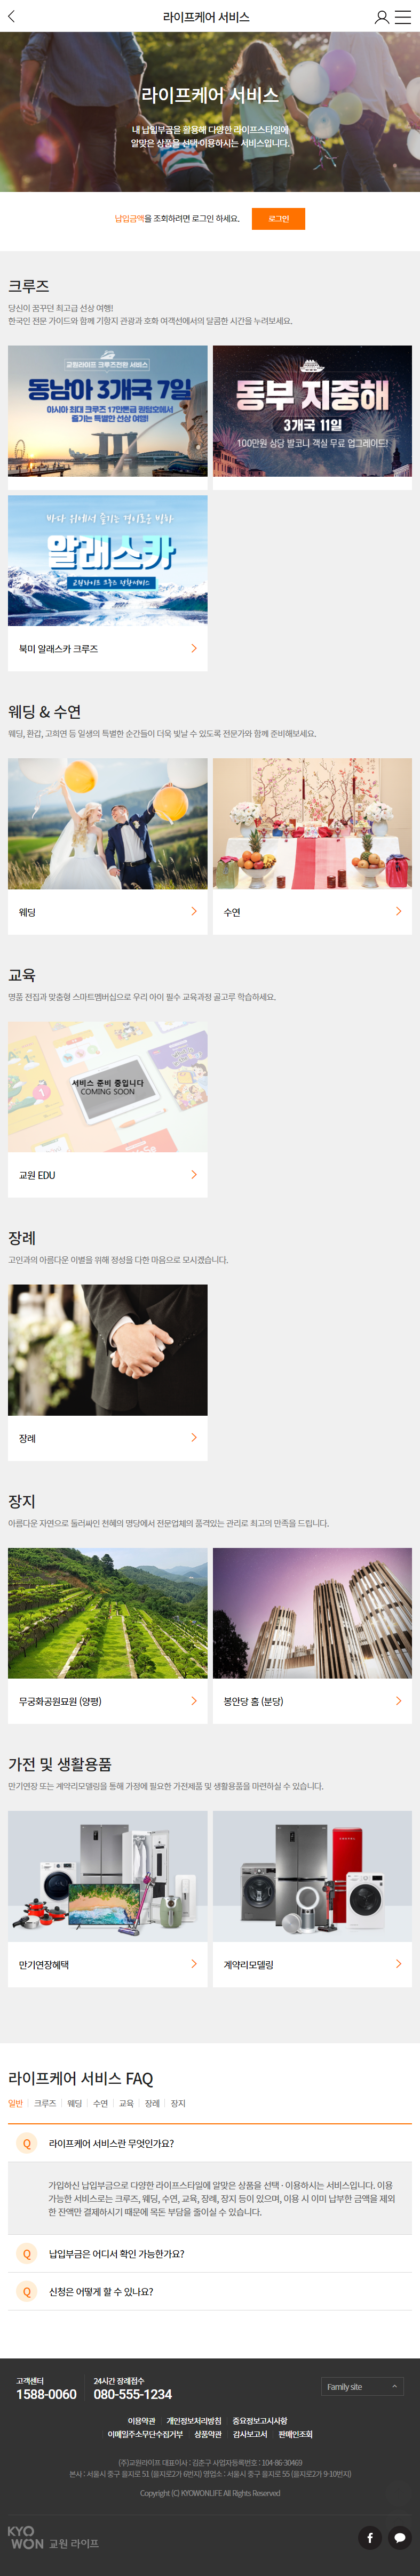 라이프케어 서비스
라이프케어 서비스
내 납입부금을 활용해 다양한 라이프스타일에
알맞은 상품을 선택·이용하시는 서비스입니다.
납입금액을 조회하려면 로그인 하세요.
로그인
크루즈
당신이 꿈꾸던 최고급 선상 여행!
한국인 전문 가이드와 함께 기항지 관광과 호화 여객선에서의 달콤한 시간을 누려보세요.
교원라이프 크루즈전환 서비스
동남아 3개국 7일
아시아 최대 크루즈 17만톤급 퀀텀호에서
즐기는 특별한 선상 여행!
동부 지중해
3개국 11일
100만원 상당 발코니 객실 무료 업그레이드!
바다 위에서 즐기는 경이로운 빙하
알래스카
교원라이프 크루즈 전환서비스
북미 알래스카 크루즈
웨딩 & 수연
웨딩, 환갑, 고희연 등 일생의 특별한 순간들이 더욱 빛날 수 있도록 전문가와 함께 준비해보세요.
웨딩
수연
교육
명품 전집과 맞춤형 스마트멤버십으로 우리 아이 필수 교육과정 골고루 학습하세요.
서비스 준비 중입니다
COMING SOON
교원 EDU
장례
고인과의 아름다운 이별을 위해 정성을 다한 마음으로 모시겠습니다.
장례
장지
아름다운 자연으로 둘러싸인 천혜의 명당에서 전문업체의 품격있는 관리로 최고의 만족을 드립니다.
무궁화공원묘원 (양평)
봉안당 홈 (분당)
가전 및 생활용품
만기연장 또는 계약리모델링을 통해 가정에 필요한 가전제품 및 생활용품을 마련하실 수 있습니다.
만기연장혜택
계약리모델링
라이프케어 서비스 FAQ
일반 크루즈 웨딩 수연 교육 장례 장지
Q 라이프케어 서비스란 무엇인가요?
가입하신 납입부금으로 다양한 라이프스타일에 알맞은 상품을 선택 · 이용하시는 서비스입니다. 이용
가능한 서비스로는 크루즈, 웨딩, 수연, 교육, 장례, 장지 등이 있으며, 이용 시 이미 납부한 금액을 제외
한 잔액만 결제하시기 때문에 목돈 부담을 줄이실 수 있습니다.
Q 납입부금은 어디서 확인 가능한가요?
Q 신청은 어떻게 할 수 있나요?
고객센터
1588-0060
24시간 장례접수
080-555-1234
Family site
이용약관 개인정보처리방침 중요정보고시사항
이메일주소무단수집거부 상품약관 감사보고서 판매인조회
(주)교원라이프 대표이사 : 김춘구 사업자등록번호 : 104-86-30469
본사 : 서울시 중구 을지로 51 (을지로2가 6번지) 영업소 : 서울시 중구 을지로 55 (을지로2가 9-10번지)
Copyright (C) KYOWONLIFE All Rights Reserved
KYO
WON 교원 라이프